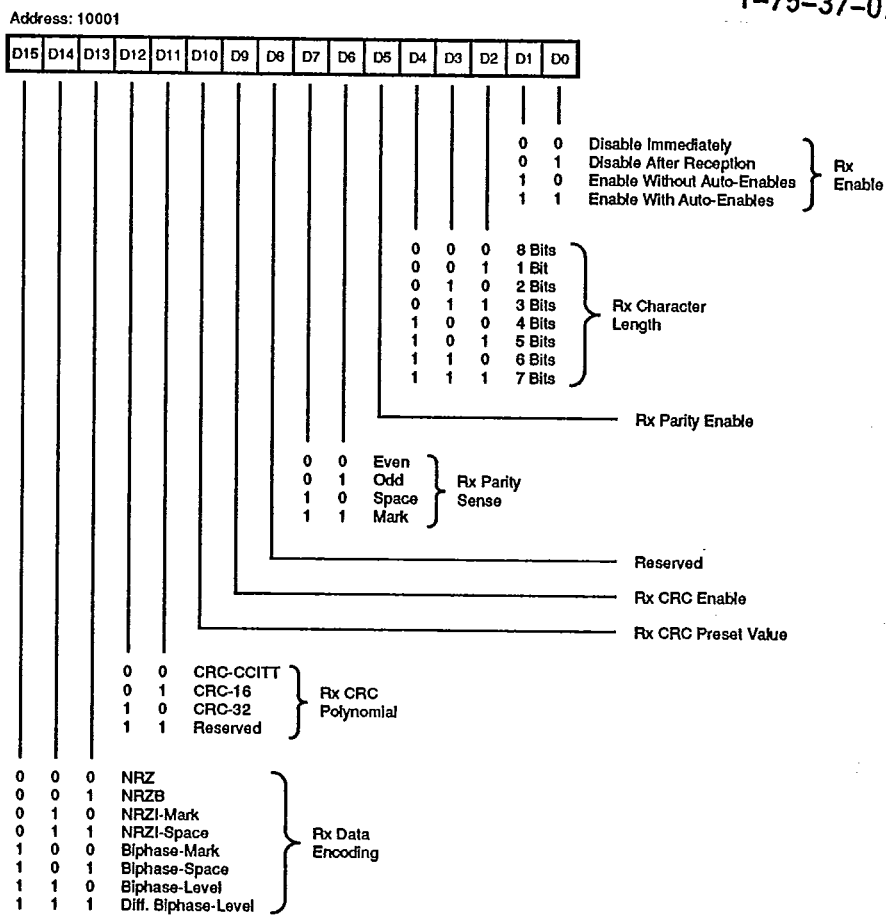 Address: 10001
D15 D14 D13 D12 D11 D10 D9 D8 D7 D6 D5 D4 D3 D2 D1 D0
0 0 Disable Immediately
0 1 Disable After Reception
1 0 Enable Without Auto-Enables
1 1 Enable With Auto-Enables
Rx
Enable
0 0 0 8 Bits
0 0 1 1 Bit
0 1 0 2 Bits
0 1 1 3 Bits
1 0 0 4 Bits
1 0 1 5 Bits
1 1 0 6 Bits
1 1 1 7 Bits
Rx Character
Length
Rx Parity Enable
0 0 Even
0 1 Odd
1 0 Space
1 1 Mark
Rx Parity
Sense
Reserved
Rx CRC Enable
Rx CRC Preset Value
0 0 CRC-CCITT
0 1 CRC-16
1 0 CRC-32
1 1 Reserved
Rx CRC
Polynomial
0 0 0 NRZ
0 0 1 NRZB
0 1 0 NRZI-Mark
0 1 1 NRZI-Space
1 0 0 Biphase-Mark
1 0 1 Biphase-Space
1 1 0 Biphase-Level
1 1 1 Diff. Biphase-Level
Rx Data
Encoding